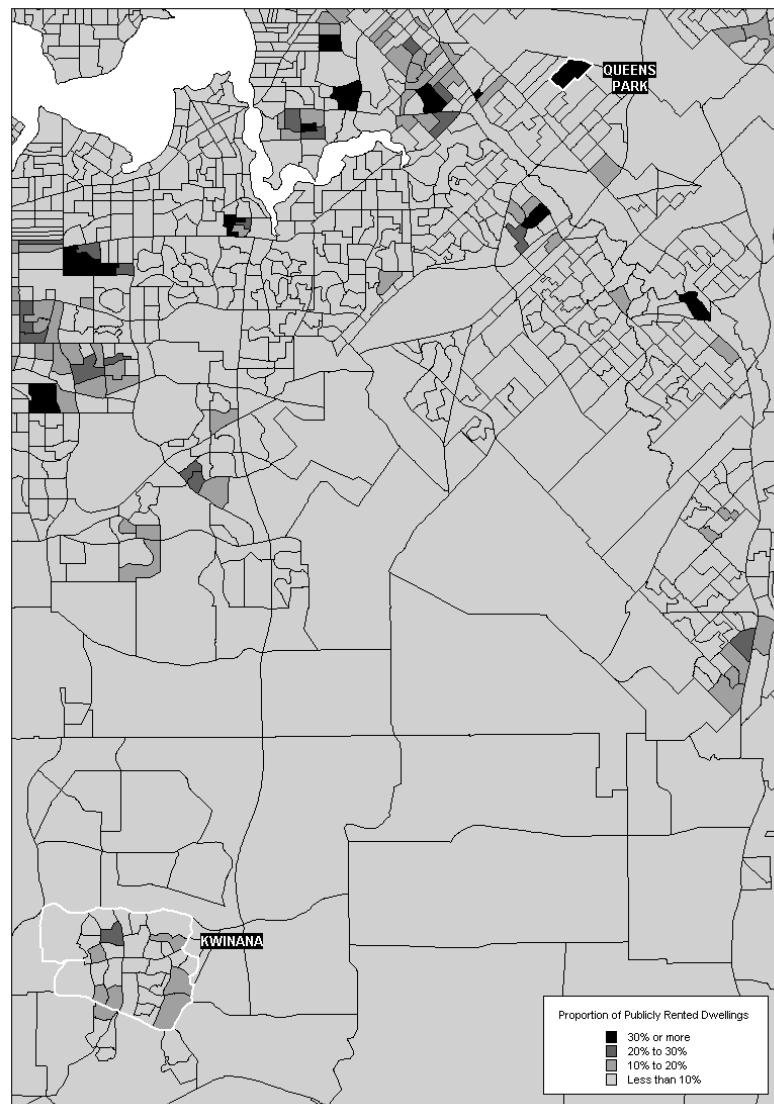 QUEENS
PARK
KWINANA
Proportion of Publicly Rented Dwellings
30% or more
20% to 30%
10% to 20%
Less than 10%